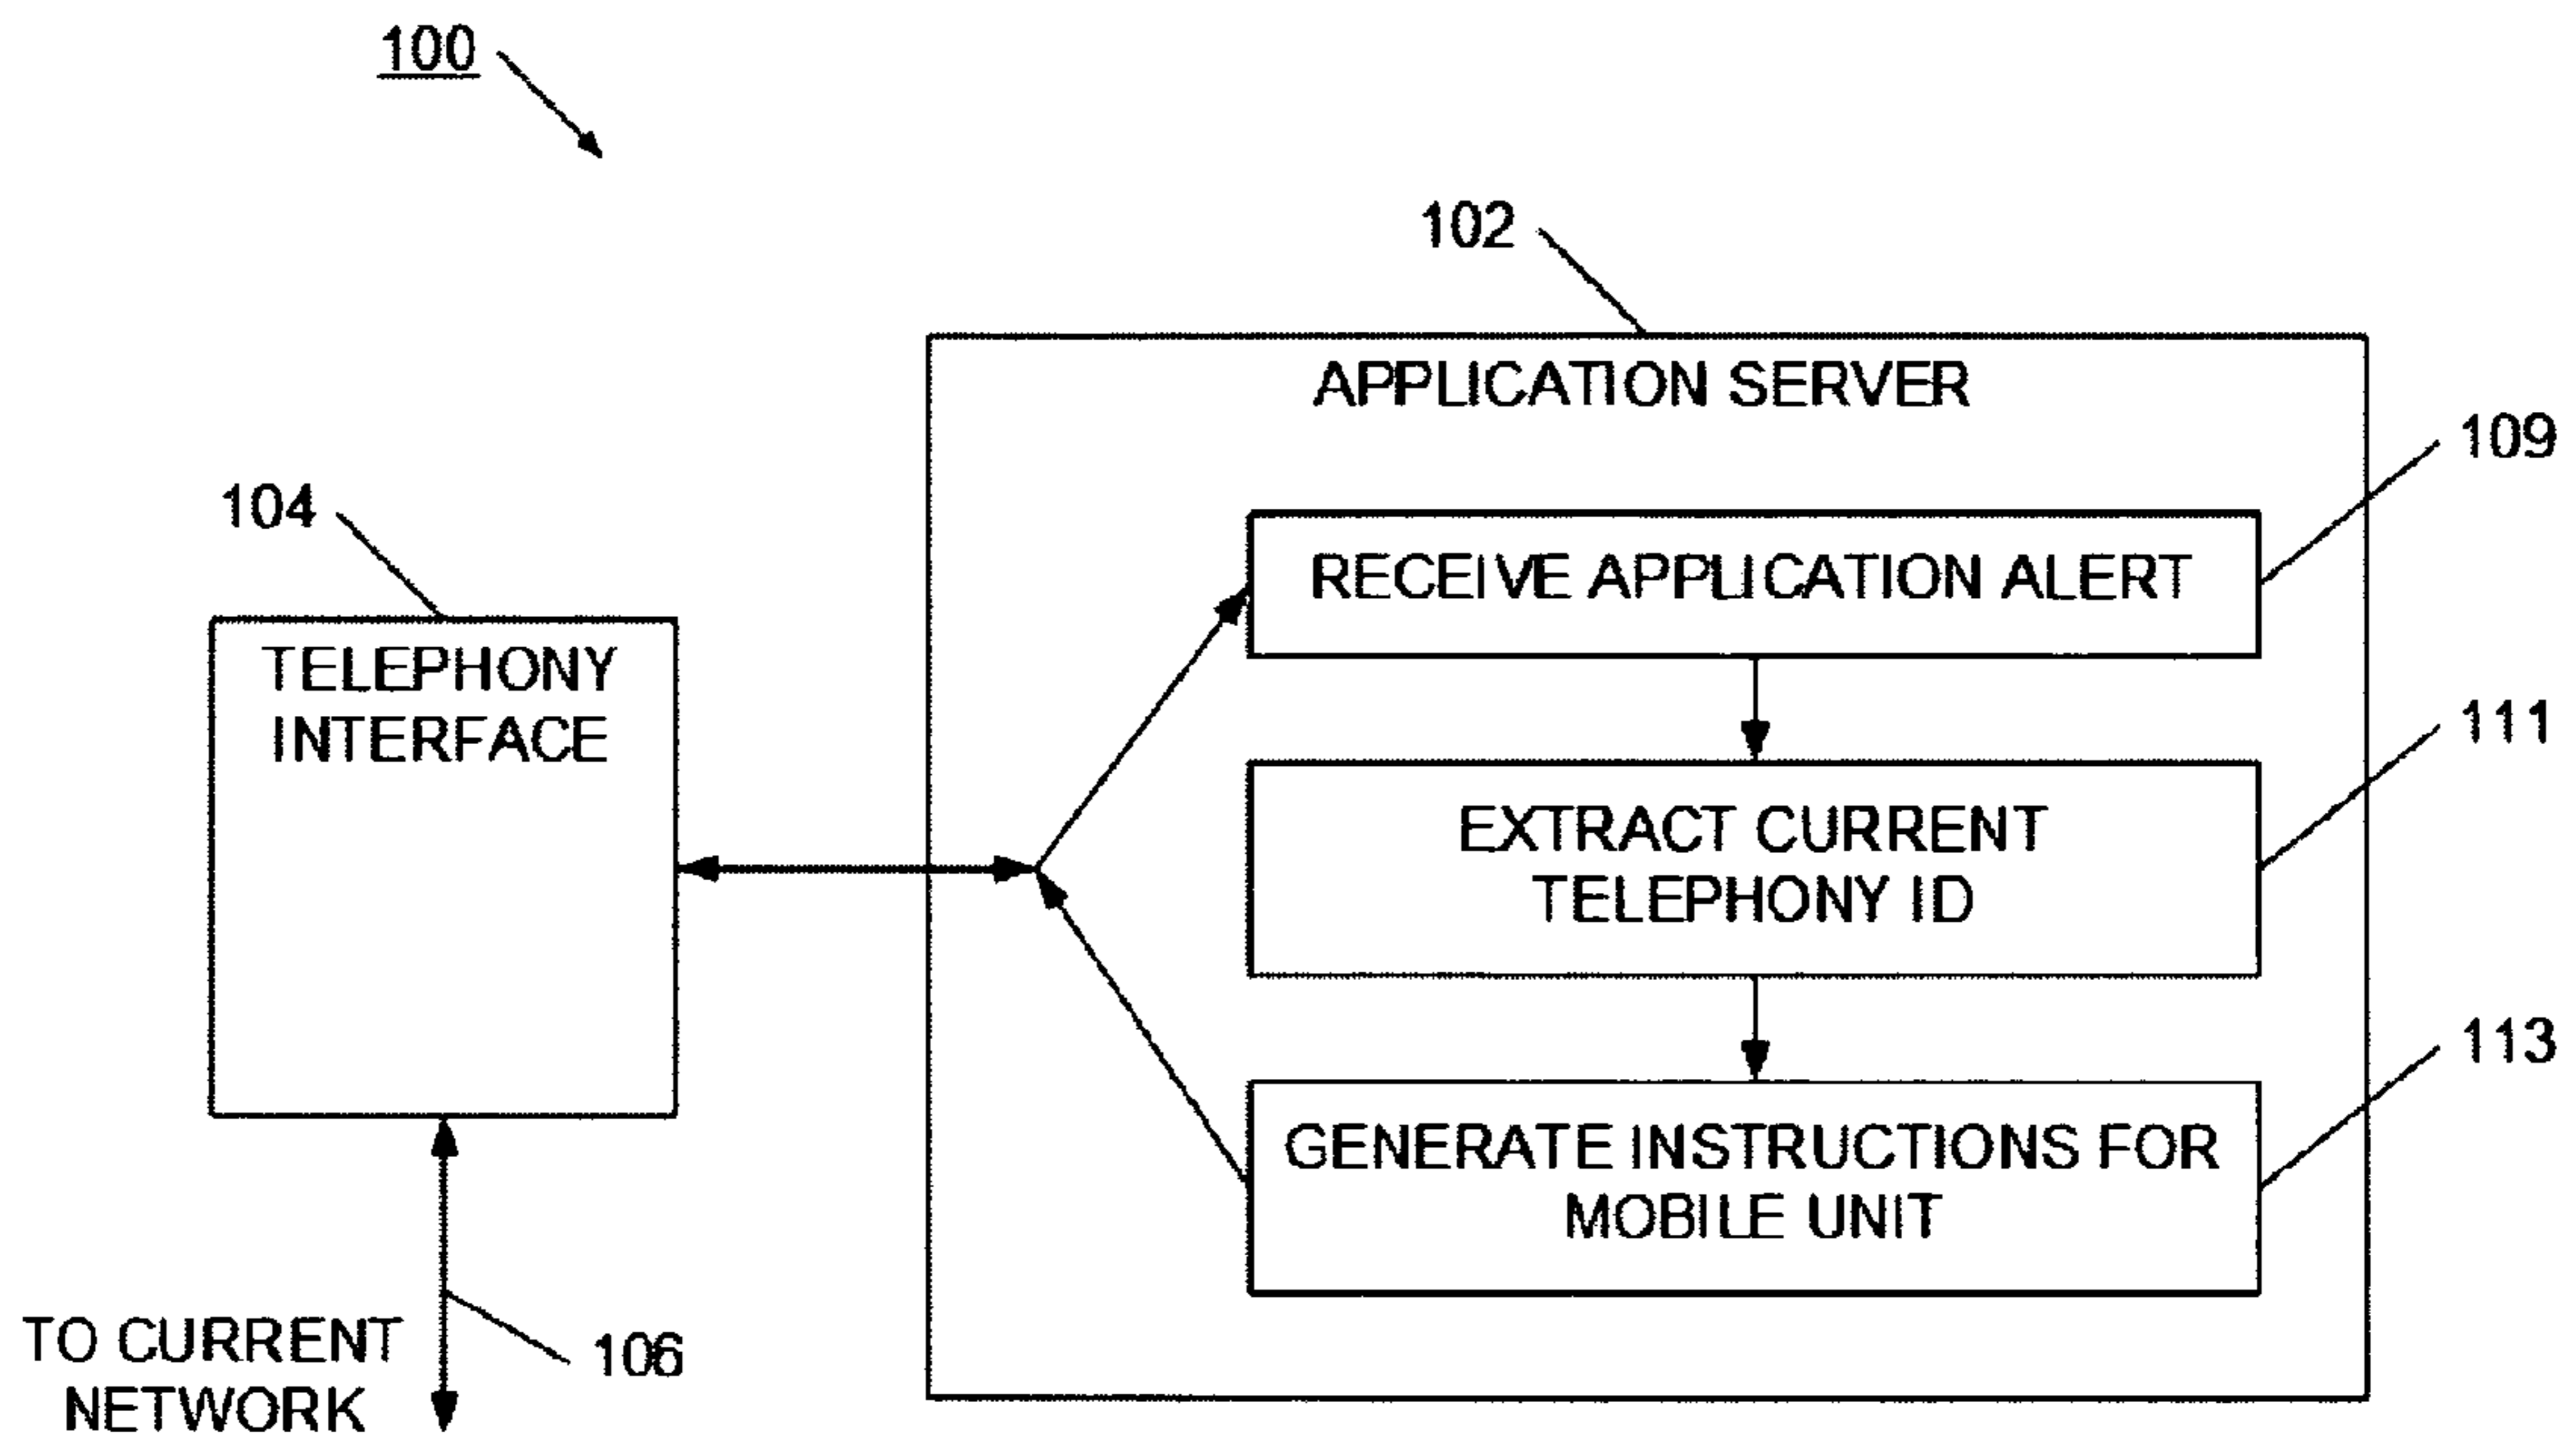 100
102
APPLICATION SERVER
109
104
RECEIVE APPLICATION ALERT
TELEPHONY
INTERFACE
111
EXTRACT CURRENT
TELEPHONY ID
113
GENERATE INSTRUCTIONS FOR
MOBILE UNIT
TO CURRENT
NETWORK
106